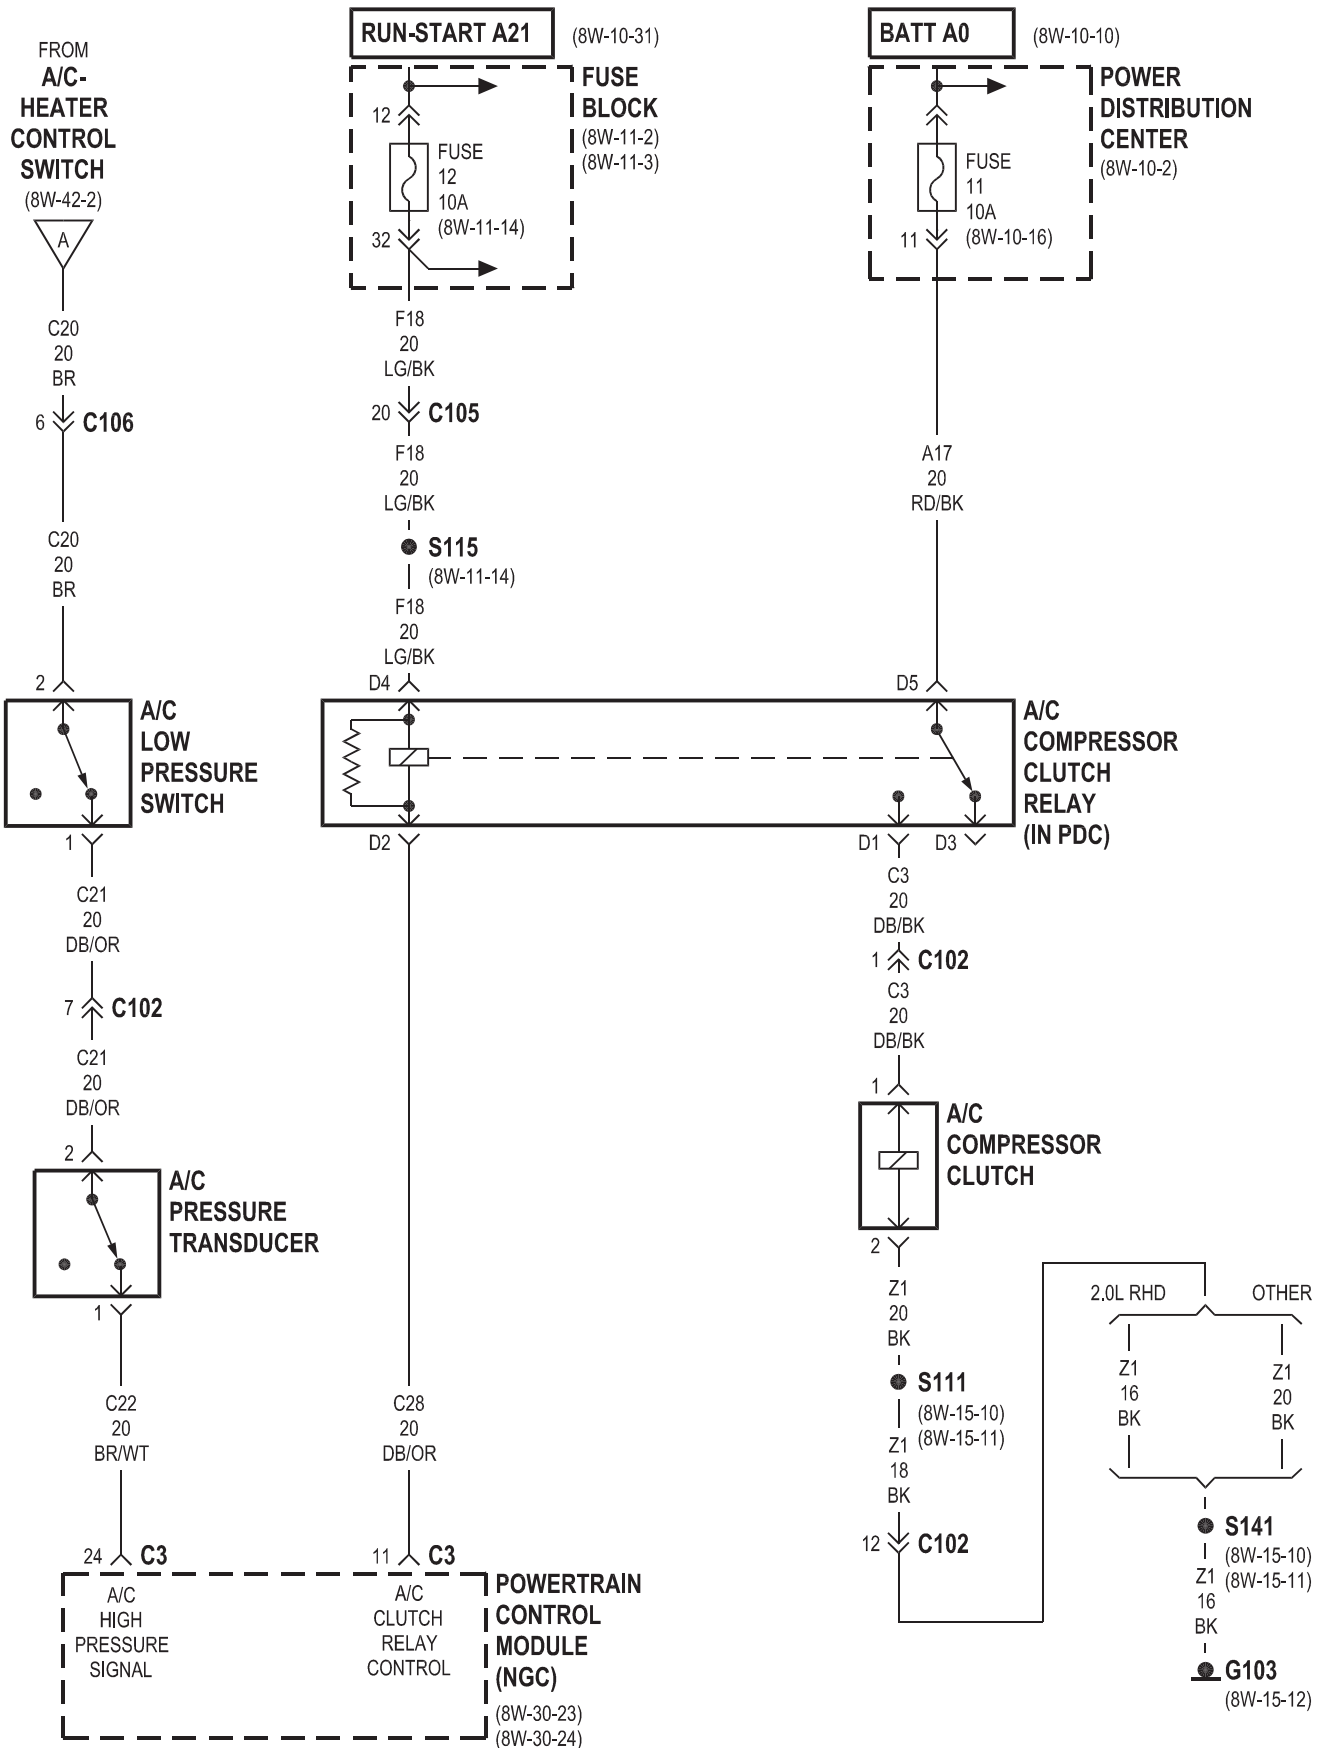 FROM
A/C-
HEATER
CONTROL
SWITCH
(8W-42-2)
A
C20
20
BR
6
C106
C20
20
BR
2
A/C
LOW
PRESSURE
SWITCH
1
C21
20
DB/OR
7
C102
C21
20
DB/OR
2
A/C
PRESSURE
TRANSDUCER
1
C22
20
BR/WT
24
C3
A/C
HIGH
PRESSURE
SIGNAL
RUN-START A21
(8W-10-31)
FUSE
BLOCK
(8W-11-2)
(8W-11-3)
12
FUSE
12
10A
(8W-11-14)
32
F18
20
LG/BK
20
C105
F18
20
LG/BK
S115
(8W-11-14)
F18
20
LG/BK
D4
D2
C28
20
DB/OR
11
C3
A/C
CLUTCH
RELAY
CONTROL
POWERTRAIN
CONTROL
MODULE
(NGC)
(8W-30-23)
(8W-30-24)
BATT A0
(8W-10-10)
POWER
DISTRIBUTION
CENTER
(8W-10-2)
FUSE
11
10A
(8W-10-16)
11
A17
20
RD/BK
D5
A/C
COMPRESSOR
CLUTCH
RELAY
(IN PDC)
D1
D3
C3
20
DB/BK
1
C102
C3
20
DB/BK
1
A/C
COMPRESSOR
CLUTCH
2
Z1
20
BK
S111
(8W-15-10)
(8W-15-11)
Z1
18
BK
12
C102
2.0L RHD
OTHER
Z1
16
BK
Z1
20
BK
S141
(8W-15-10)
(8W-15-11)
Z1
16
BK
G103
(8W-15-12)